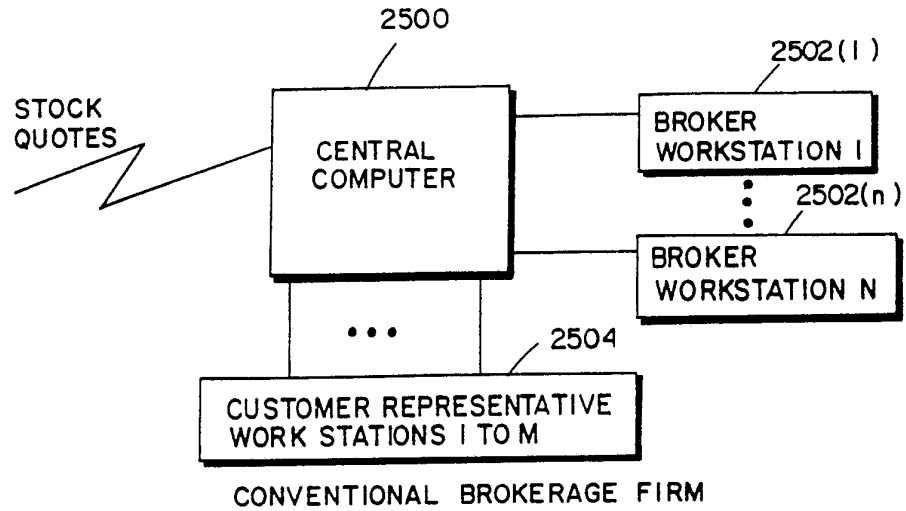 2500
2502(1)
STOCK
QUOTES
CENTRAL
COMPUTER
BROKER
WORKSTATION 1
2502(n)
BROKER
WORKSTATION N
2504
CUSTOMER REPRESENTATIVE
WORK STATIONS 1 TO M
CONVENTIONAL BROKERAGE FIRM